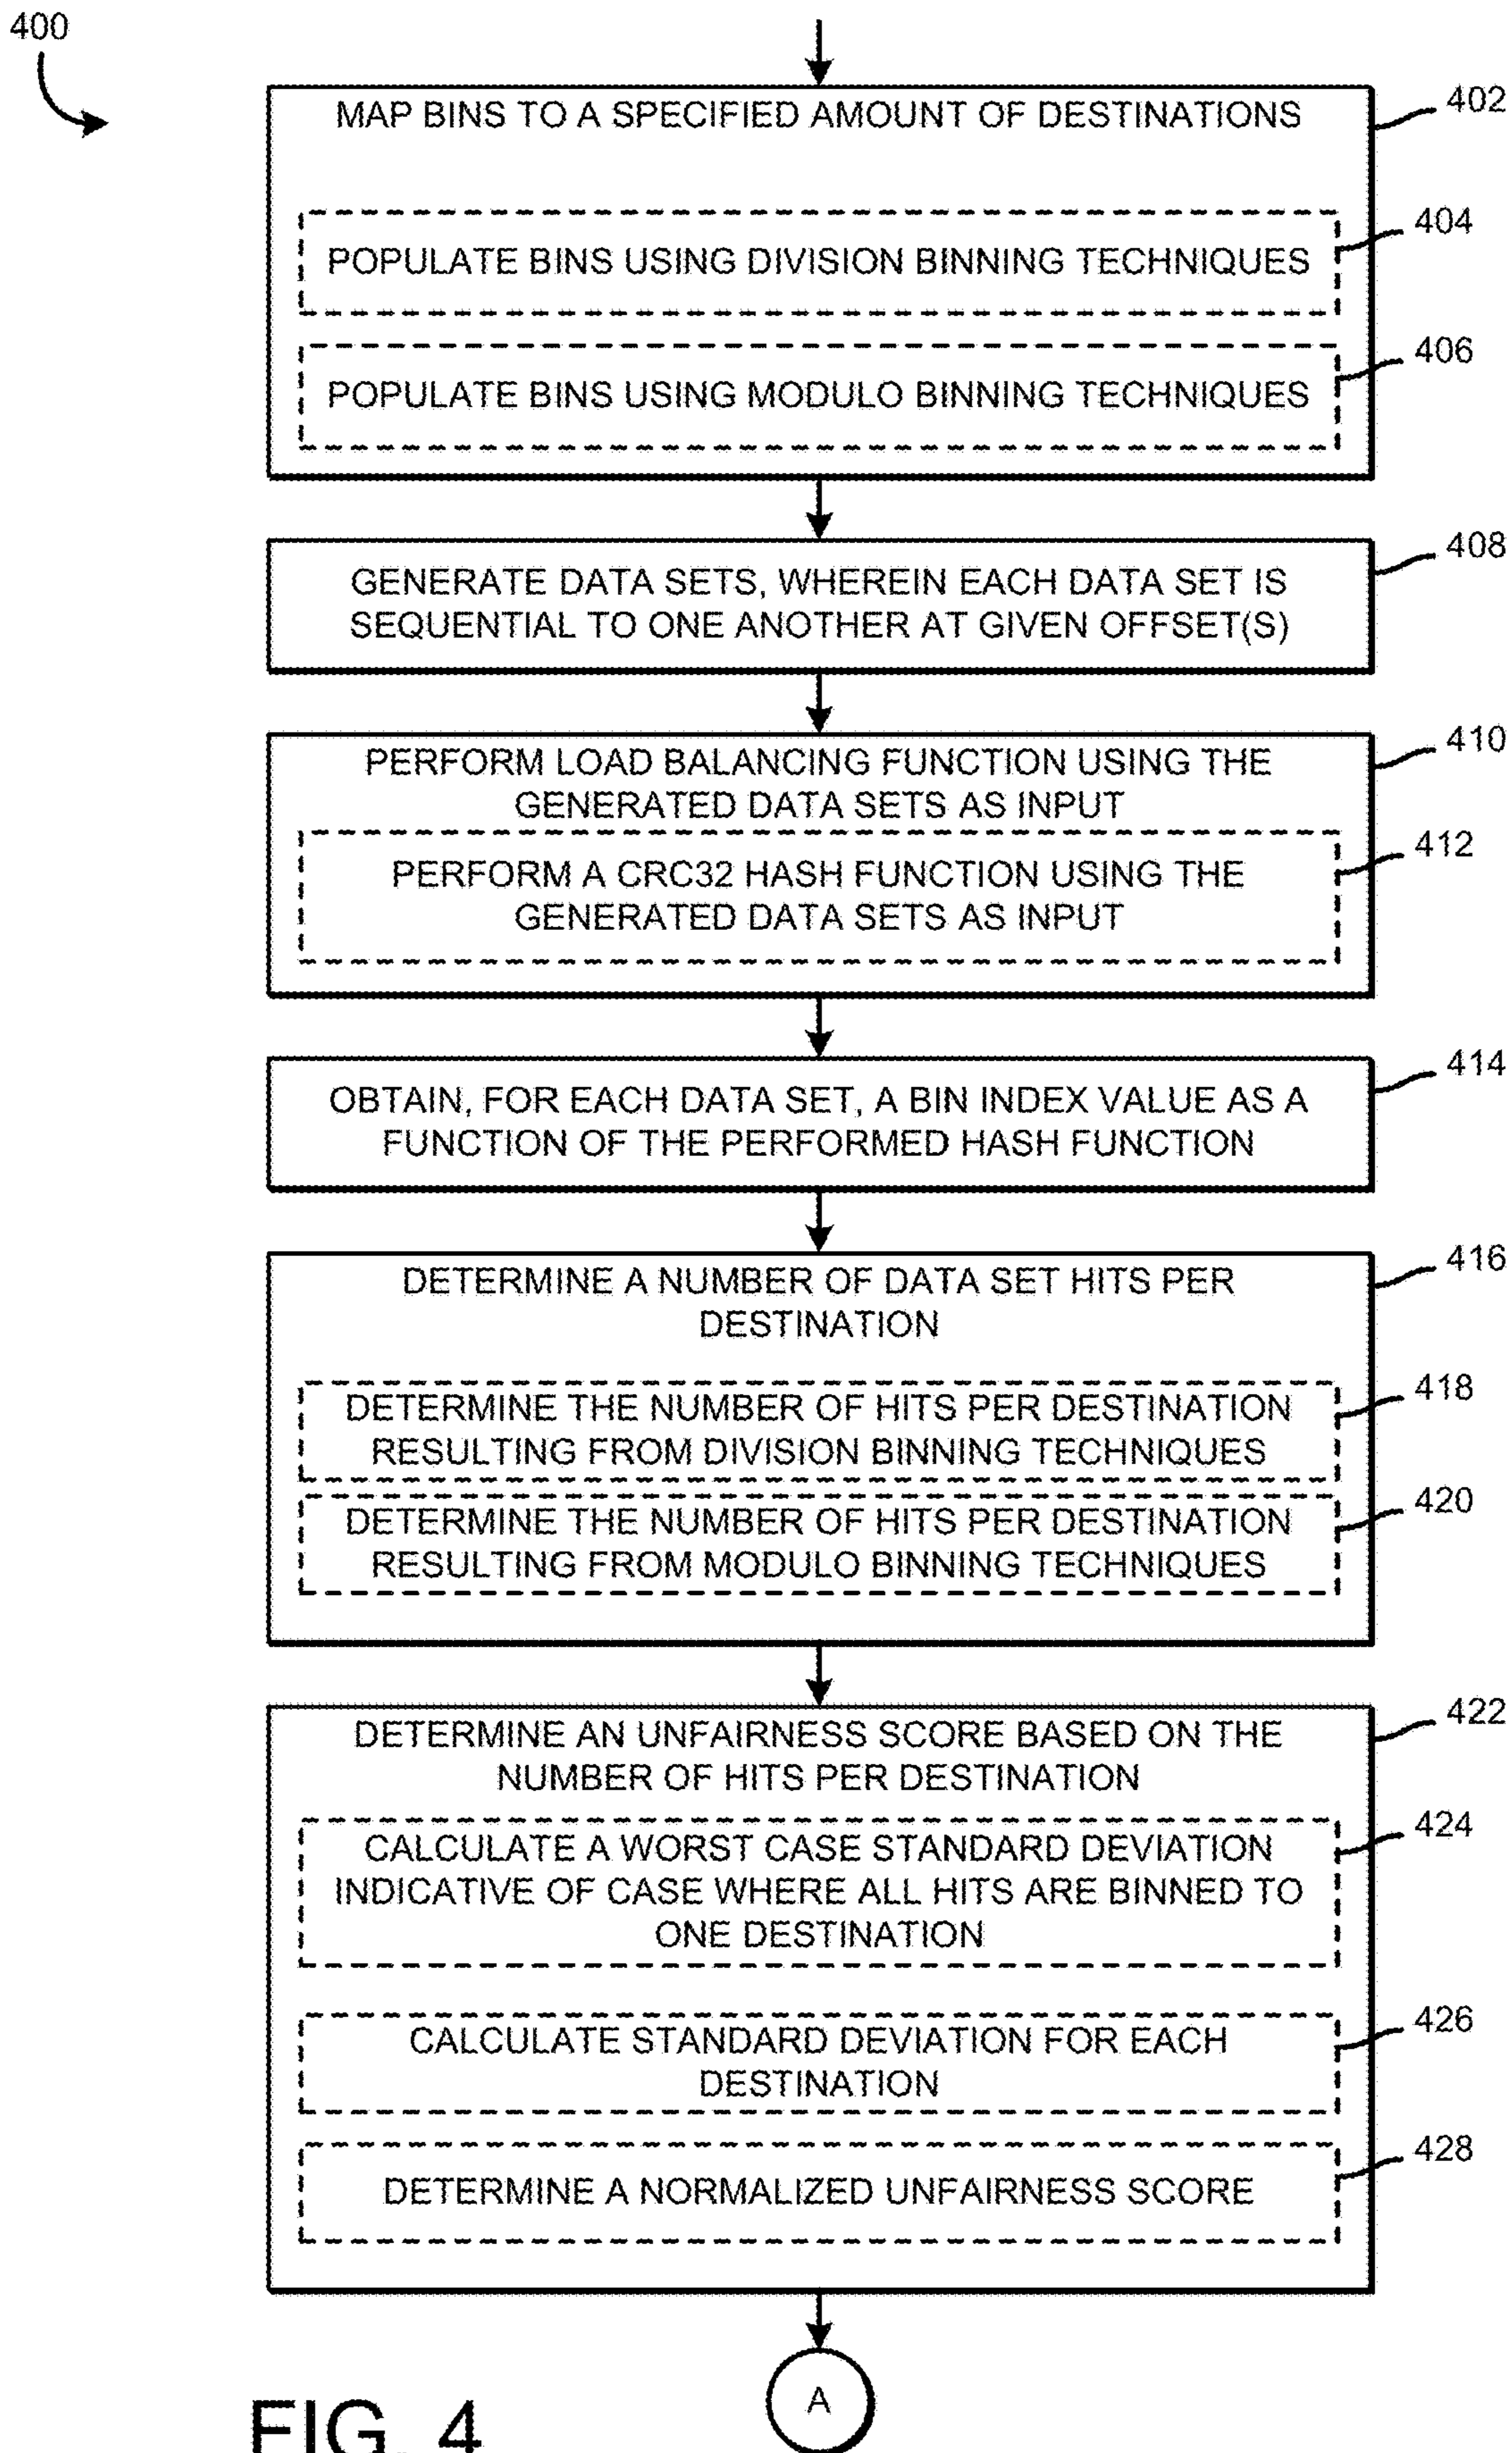 400
MAP BINS TO A SPECIFIED AMOUNT OF DESTINATIONS
402
404
POPULATE BINS USING DIVISION BINNING TECHNIQUES
406
POPULATE BINS USING MODULO BINNING TECHNIQUES
408
GENERATE DATA SETS, WHEREIN EACH DATA SET IS
SEQUENTIAL TO ONE ANOTHER AT GIVEN OFFSET(S)
410
PERFORM LOAD BALANCING FUNCTION USING THE
GENERATED DATA SETS AS INPUT
412
PERFORM A CRC32 HASH FUNCTION USING THE
GENERATED DATA SETS AS INPUT
414
OBTAIN, FOR EACH DATA SET, A BIN INDEX VALUE AS A
FUNCTION OF THE PERFORMED HASH FUNCTION
416
DETERMINE A NUMBER OF DATA SET HITS PER
DESTINATION
418
DETERMINE THE NUMBER OF HITS PER DESTINATION
RESULTING FROM DIVISION BINNING TECHNIQUES
420
DETERMINE THE NUMBER OF HITS PER DESTINATION
RESULTING FROM MODULO BINNING TECHNIQUES
422
DETERMINE AN UNFAIRNESS SCORE BASED ON THE
NUMBER OF HITS PER DESTINATION
424
CALCULATE A WORST CASE STANDARD DEVIATION
INDICATIVE OF CASE WHERE ALL HITS ARE BINNED TO
ONE DESTINATION
426
CALCULATE STANDARD DEVIATION FOR EACH
DESTINATION
428
DETERMINE A NORMALIZED UNFAIRNESS SCORE
A
FIG. 4